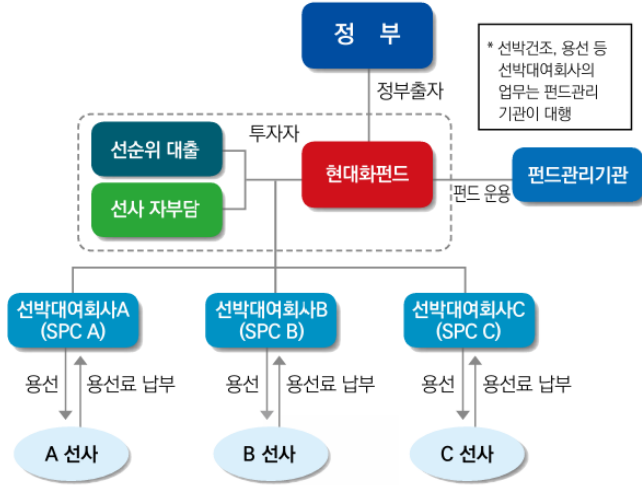 정 부
* 선박건조, 용선 등
선박대여회사의
업무는 펀드관리
기관이 대행
정부출자
투자자
선순위 대출
선사 자부담
현대화펀드
펀드 운용
펀드관리기관
선박대여회사A
(SPC A)
선박대여회사B
(SPC B)
선박대여회사C
(SPC C)
용선
용선료 납부
용선
용선료 납부
용선
용선료 납부
A 선사
B 선사
C 선사